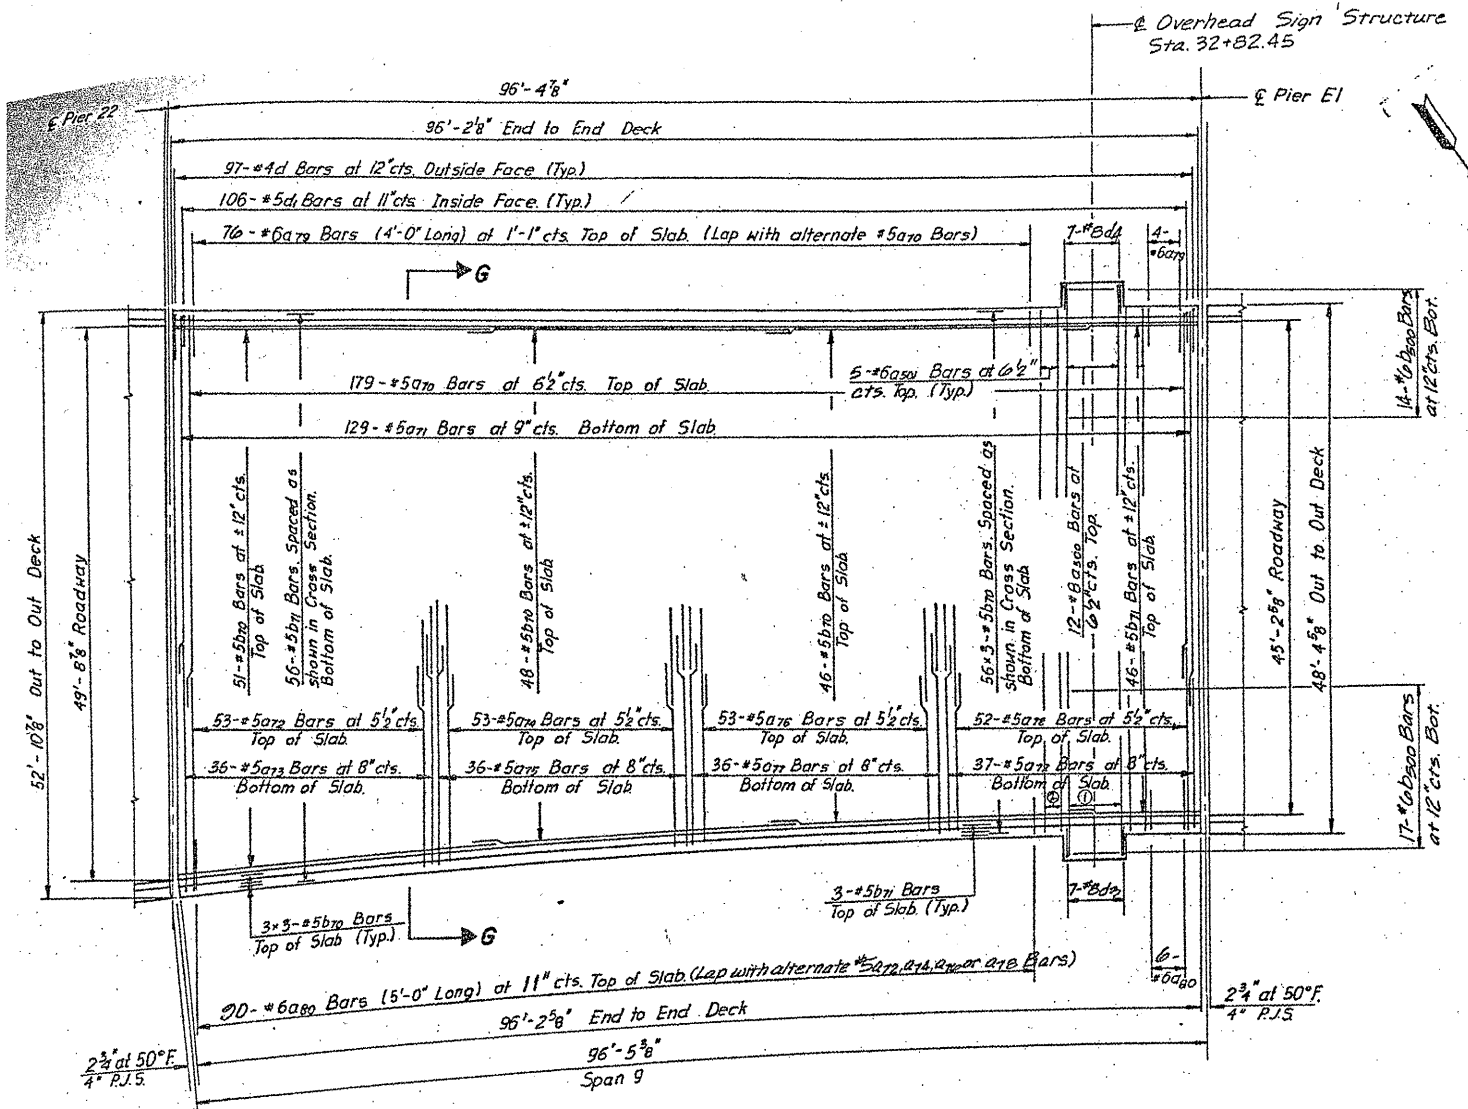 ℄ Overhead Sign Structure
Sta. 32+82.45
℄ Pier 22
96'-4⅞"
℄ Pier E1
96'-2⅛" End to End Deck
97-#4d Bars at 12"cts. Outside Face (Typ.)
106-#5d₁ Bars at 11"cts. Inside Face. (Typ.)
76-#6a79 Bars (4'-0" Long) at 1'-1" cts. Top of Slab. (Lap with alternate #5a70 Bars)
7-#8d4
4-
#6a79
G
14-#6b500 Bars
at 12"cts. Bot.
179-#5a70 Bars at 6½"cts. Top of Slab.
5-#6a501 Bars at 6½"
cts. Top. (Typ.)
129-#5a71 Bars at 9"cts. Bottom of Slab
52'-10⅛" Out to Out Deck
49'-8⅞" Roadway
51-#5b70 Bars at ±12"cts.
Top of Slab.
56-#5b71 Bars. Spaced as
shown in Cross Section.
Bottom of Slab.
48-#5b70 Bars at ±12"cts.
Top of Slab
46-#5b70 Bars at ±12"cts
Top of Slab
56×3-#5b70 Bars. Spaced as
shown in Cross Section.
Bottom of Slab
12-#8a500 Bars at
6½"cts. Top.
46-#5b71 Bars at ±12"cts.
Top of Slab.
45'-2⅝" Roadway
48'-4⅝" Out to Out Deck
53-#5a72 Bars at 5½"cts.
Top of Slab.
53-#5a74 Bars at 5½"cts.
Top of Slab.
53-#5a76 Bars at 5½"cts.
Top of Slab.
52-#5a78 Bars at 5½"cts.
Top of Slab.
36-#5a73 Bars at 8"cts.
Bottom of Slab.
36-#5a75 Bars at 8"cts.
Bottom of Slab.
36-#5a77 Bars at 8"cts.
Bottom of Slab.
37-#5a77 Bars at 8"cts.
Bottom of Slab.
①
17-#6b500 Bars
at 12"cts. Bot.
3×3-#5b70 Bars
Top of Slab (Typ.)
G
3-#5b71 Bars
Top of Slab. (Typ.)
7-#8d3
6-
#6a80
90-#6a80 Bars (5'-0" Long) at 11" cts. Top of Slab. (Lap with alternate #5a72, a74, a76 or a78 Bars)
96'-2⅝" End to End Deck
2¾" at 50°F.
4" P.J.S.
2¾" at 50°F.
4" P.J.S.
96'-5⅜"
Span 9